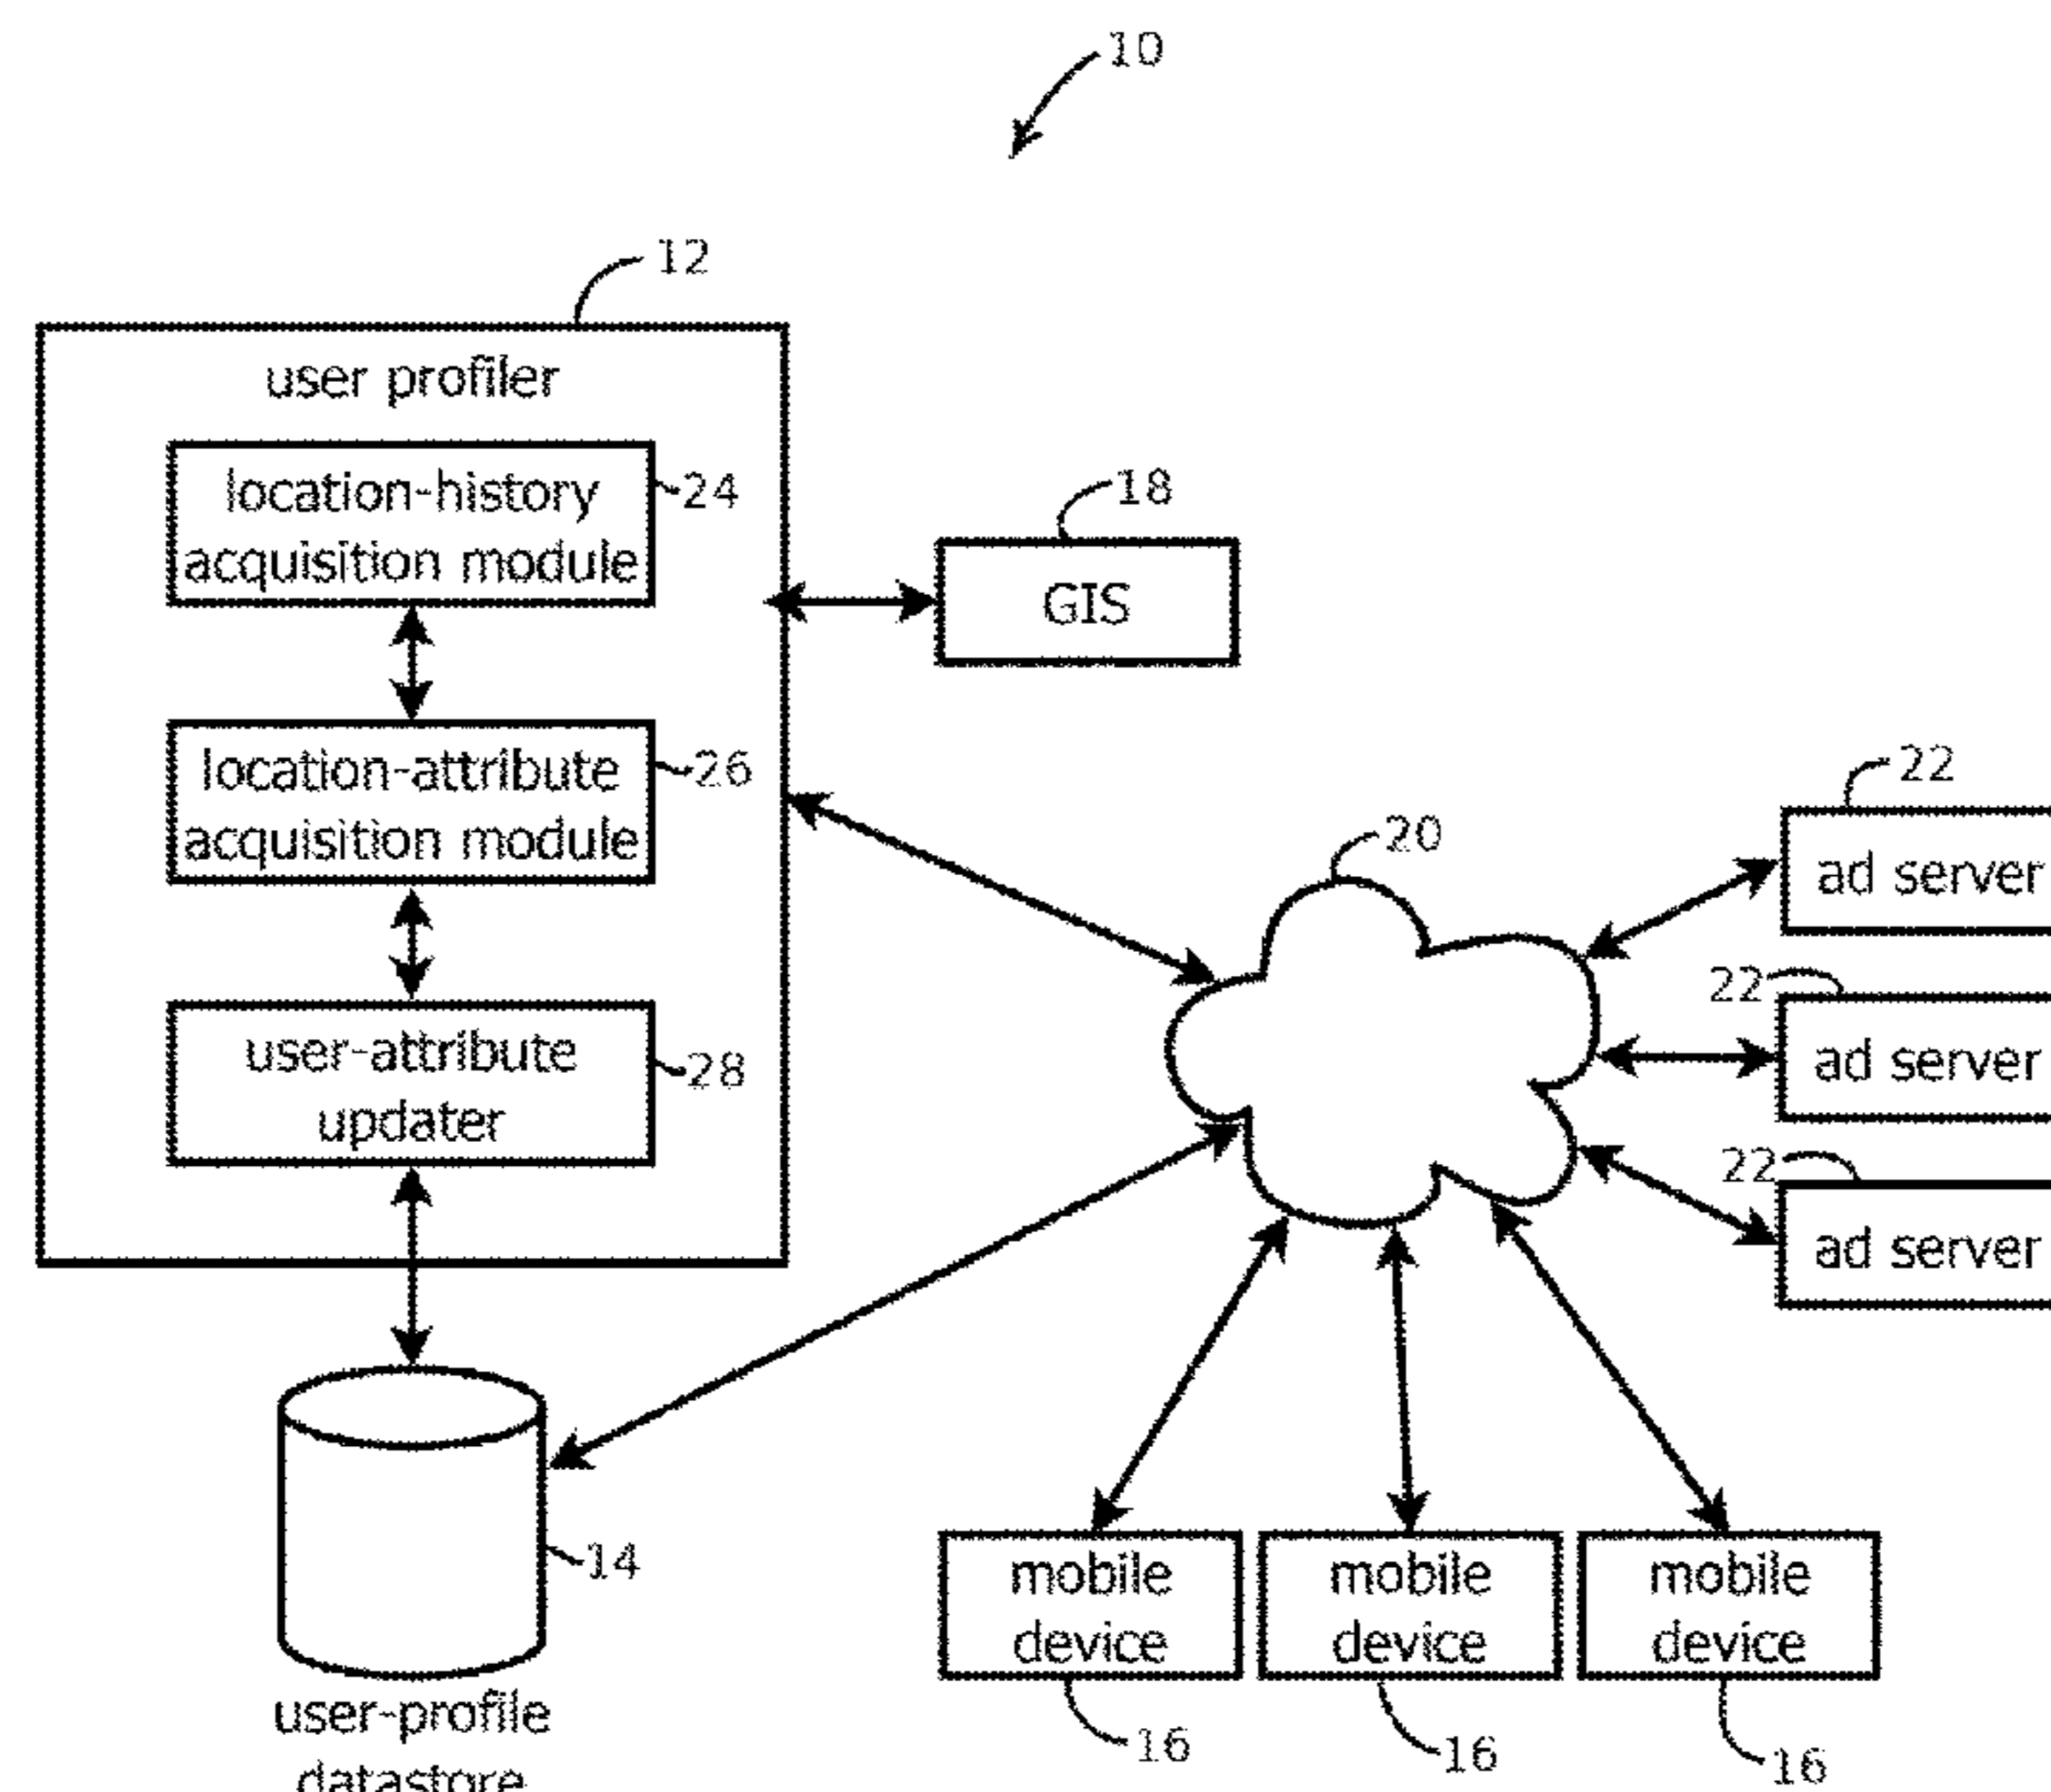 10
12
user profiler
location-history
acquisition module
24
18
GIS
location-attribute
acquisition module
26
22
ad server
20
22
ad server
user-attribute
updater
28
22
ad server
14
mobile
device
mobile
device
mobile
device
user-profile
datastore
16
16
16